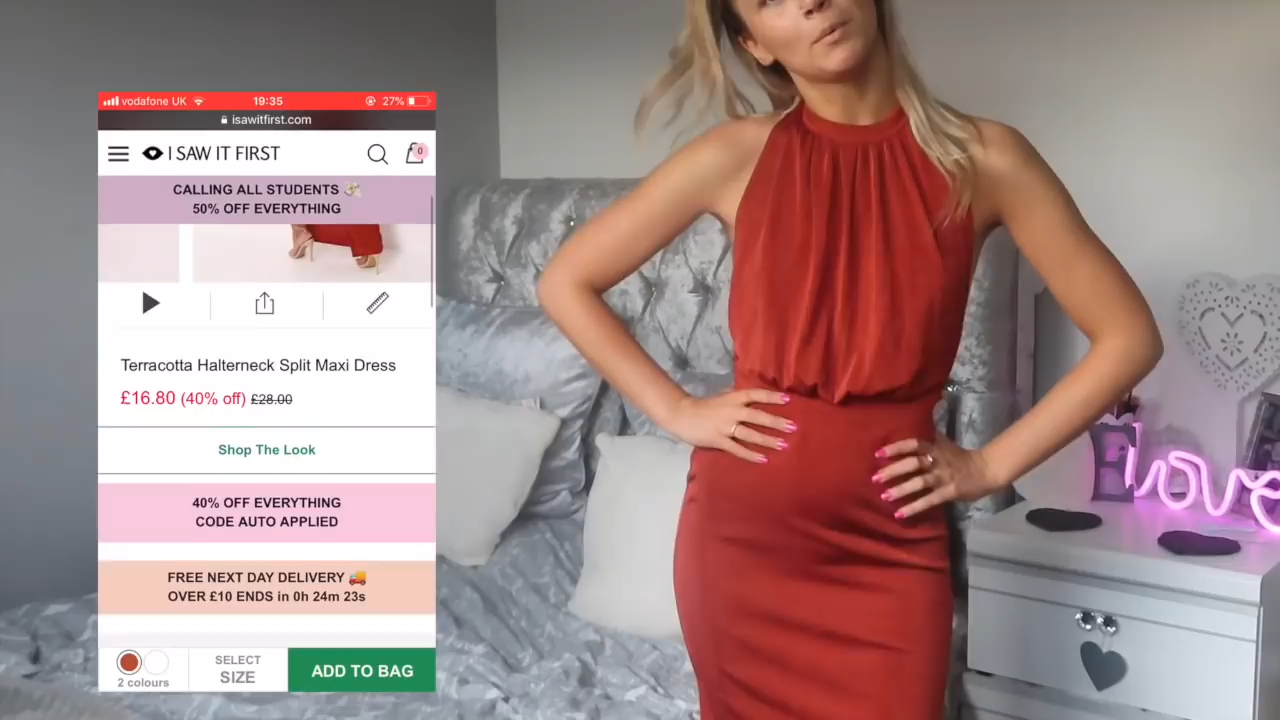 vodafone UK
19:35
27%
isawitfirst.com
I SAW IT FIRST
0
CALLING ALL STUDENTS 💸
50% OFF EVERYTHING
Terracotta Halterneck Split Maxi Dress
£16.80 (40% off) £28.00
Shop The Look
40% OFF EVERYTHING
CODE AUTO APPLIED
FREE NEXT DAY DELIVERY 🚚
OVER £10 ENDS in 0h 24m 23s
2 colours
SELECT
SIZE
ADD TO BAG
E
love